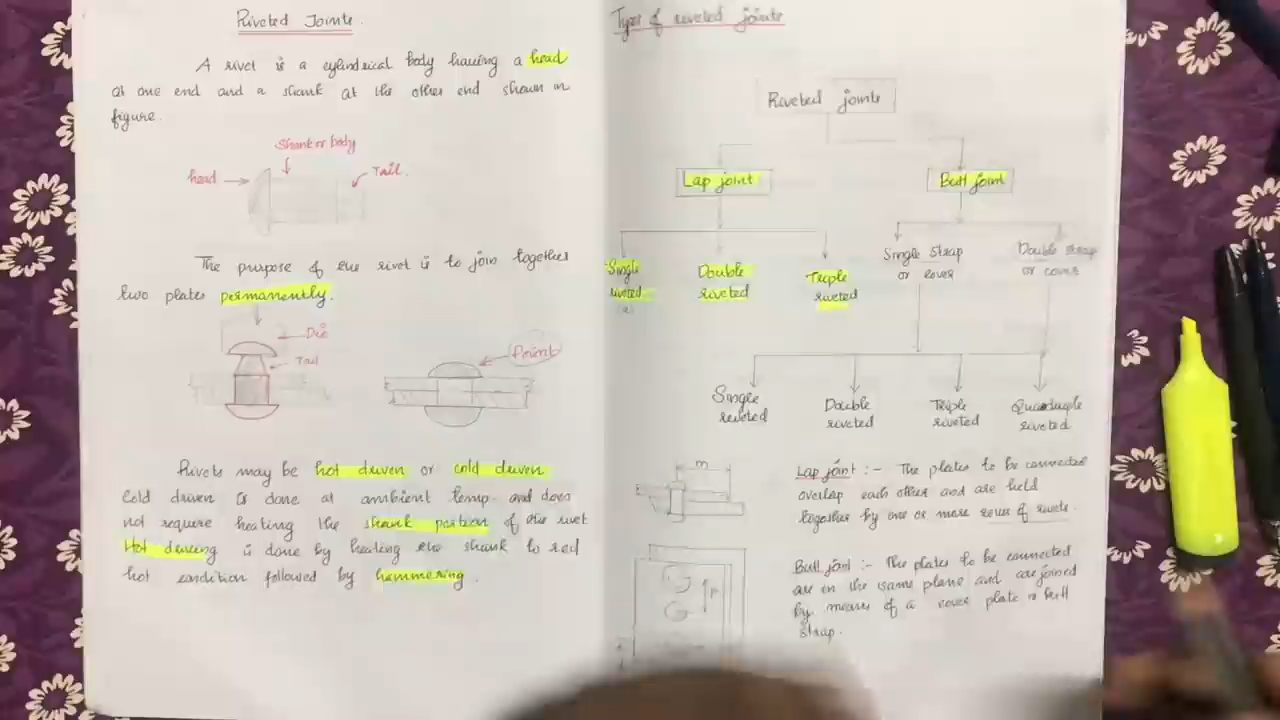 Riveted Joints.
A rivet is a cylindrical body having a head
at one end and a shank at the other end shown in
figure.
Shank or body
head
Tail.
The purpose of the rivet is to join together
two plates permanently.
Die
Tail
Point
Rivets may be hot driven or cold driven
Cold driven is done at ambient temp and does
not require heating the shank portion of the rivet
Hot driving is done by heating the shank to red
hot condition followed by hammering.
Types of riveted joints
Riveted joints
Lap joint
Butt joint
Single
riveted
(a)
Double
riveted
Triple
riveted
Single strap
or cover
Double strap
or cover
Single
riveted
Double
riveted
Triple
riveted
Quadruple
riveted
m
Lap joint :- The plates to be connected
overlap each other and are held
together by one or more rows of rivets.
P
Butt joint :- The plates to be connected
are in the same plane and are joined
by means of a cover plate or butt
strap.